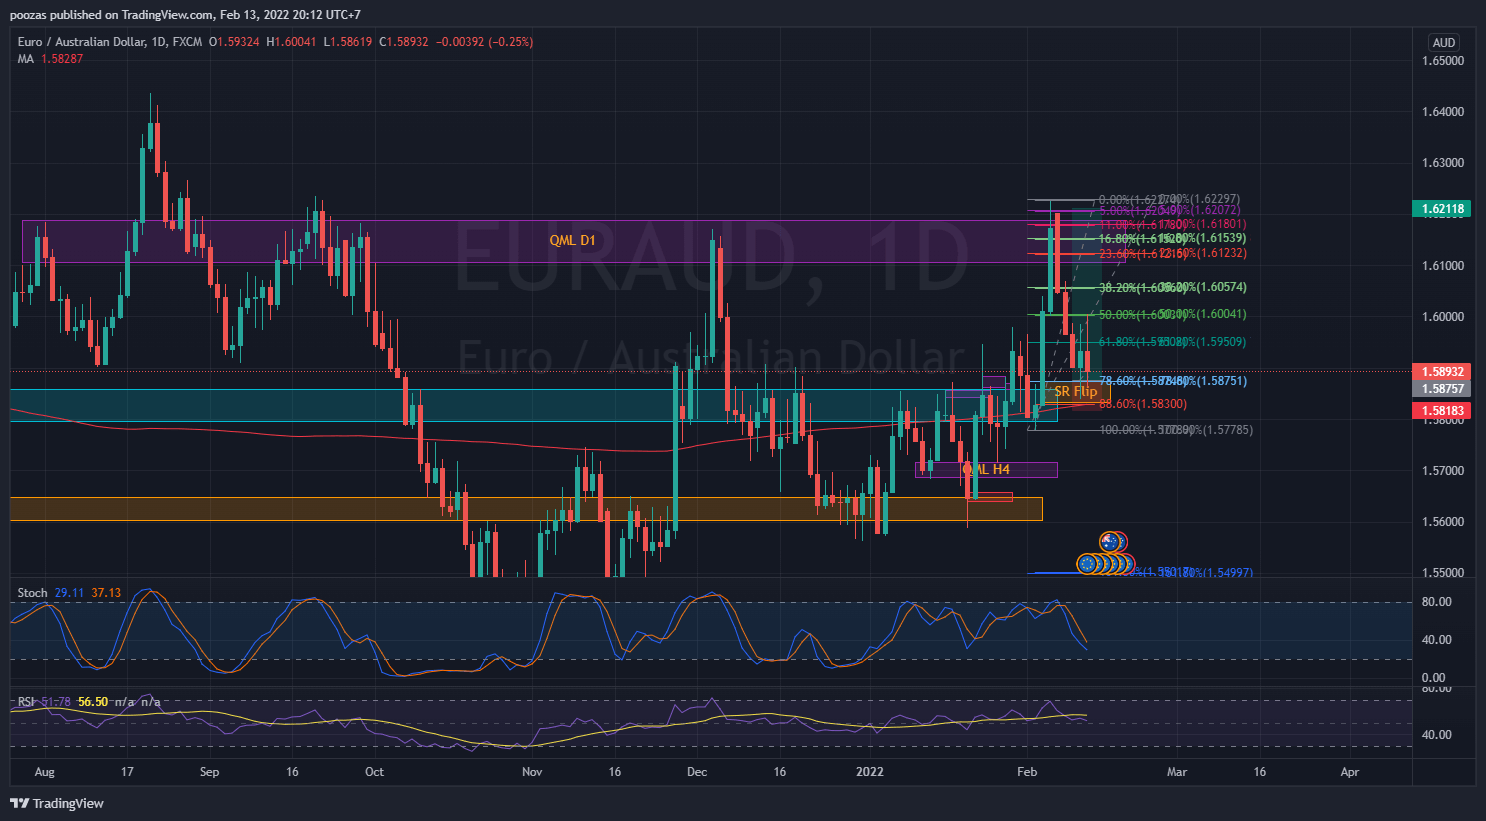 poozas published on TradingView.com, Feb 13, 2022 20:12 UTC+7
Euro / Australian Dollar, 1D, FXCM O1.59324 H1.60041 L1.58619 C1.58932 −0.00392 (−0.25%)
MA 1.58287
AUD
1.65000
1.64000
1.63000
1.62118
1.61000
1.60000
1.58932
1.58757
1.58183
1.57000
1.56000
1.55000
EURAUD, 1D
Euro / Australian Dollar
QML D1
QML H4
SR Flip
0.00%(1.62297)
(1.62072)
(1.61801)
16.80%(1.61539)
23.60%(1.61232)
38.20%(1.60574)
50.00%(1.60041)
61.80%(1.59509)
78.60%(1.58751)
88.60%(1.58300)
100.00%(1.57785)
(1.54997)
Stoch 29.11 37.13
80.00
40.00
0.00
RSI 51.78 56.50 n/a n/a
80.00
40.00
Aug 17 Sep 16 Oct Nov 16 Dec 16 2022 Feb Mar 16 Apr
TradingView